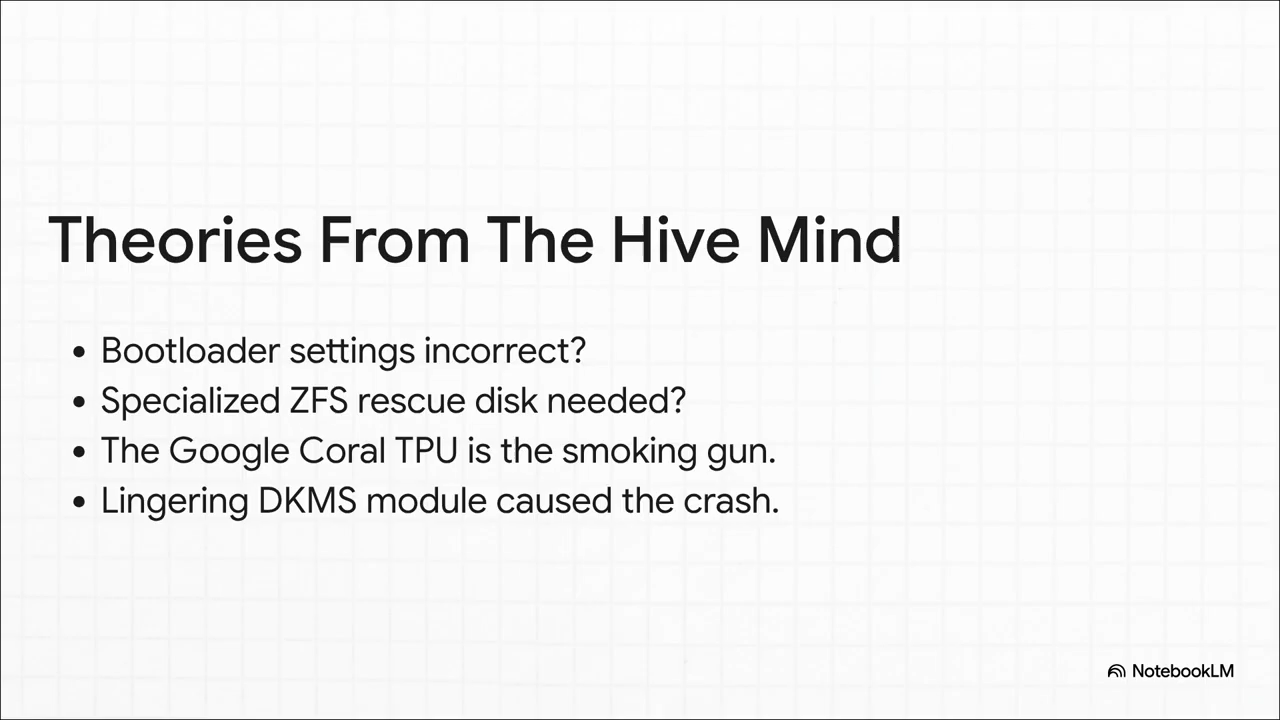 Theories From The Hive Mind
• Bootloader settings incorrect?
• Specialized ZFS rescue disk needed?
• The Google Coral TPU is the smoking gun.
• Lingering DKMS module caused the crash.
NotebookLM